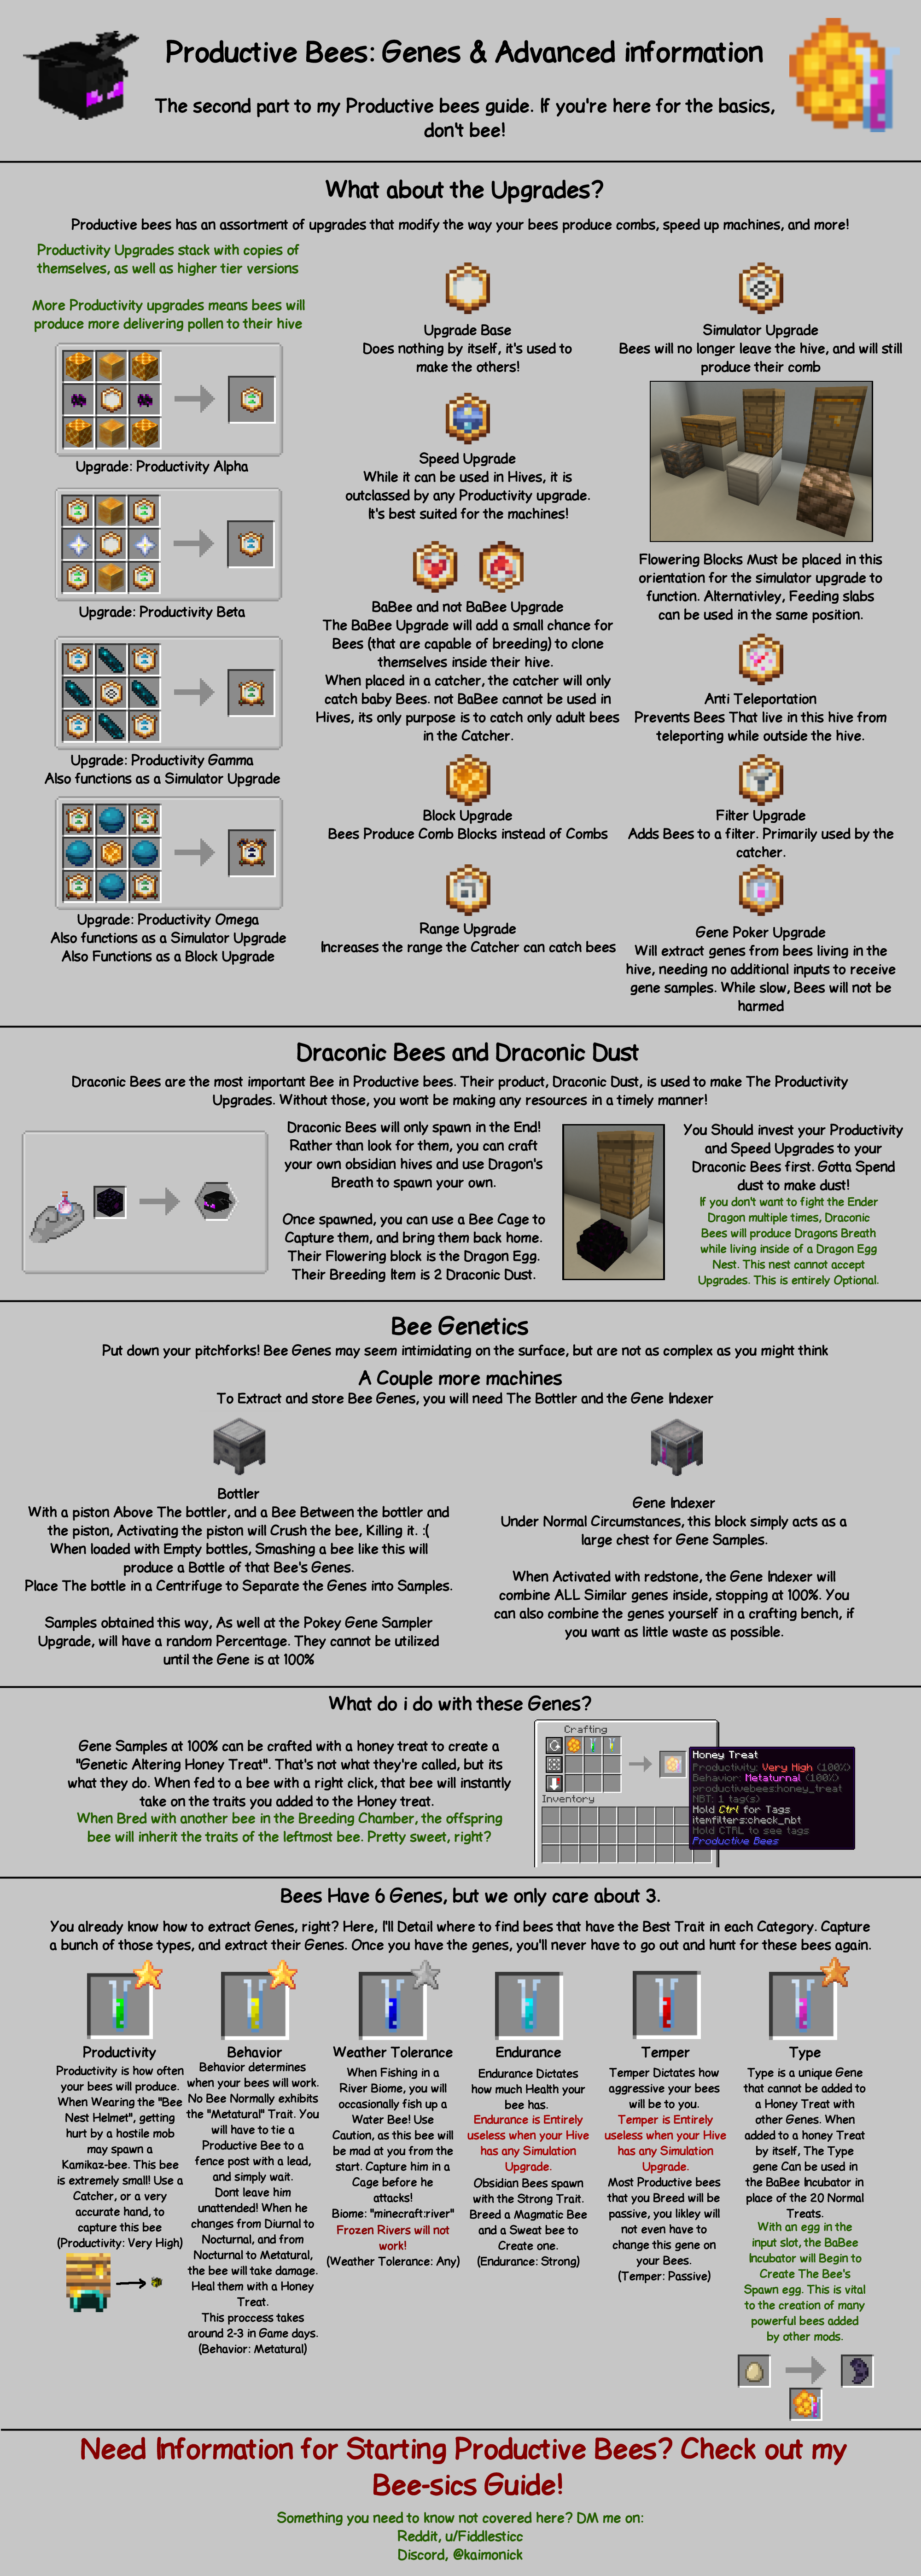 Productive Bees: Genes & Advanced information
The second part to my Productive bees guide. If you're here for the basics,
don't bee!
What about the Upgrades?
Productive bees has an assortment of upgrades that modify the way your bees produce combs, speed up machines, and more!
Productivity Upgrades stack with copies of
themselves, as well as higher tier versions
More Productivity upgrades means bees will
produce more delivering pollen to their hive
Upgrade: Productivity Alpha
Upgrade: Productivity Beta
Upgrade: Productivity Gamma
Also functions as a Simulator Upgrade
Upgrade: Productivity Omega
Also functions as a Simulator Upgrade
Also Functions as a Block Upgrade
Upgrade Base
Does nothing by itself, it's used to
make the others!
Speed Upgrade
While it can be used in Hives, it is
outclassed by any Productivity upgrade.
It's best suited for the machines!
BaBee and not BaBee Upgrade
The BaBee Upgrade will add a small chance for
Bees (that are capable of breeding) to clone
themselves inside their hive.
When placed in a catcher, the catcher will only
catch baby Bees. not BaBee cannot be used in
Hives, its only purpose is to catch only adult bees
in the Catcher.
Block Upgrade
Bees Produce Comb Blocks instead of Combs
Range Upgrade
Increases the range the Catcher can catch bees
Simulator Upgrade
Bees will no longer leave the hive, and will still
produce their comb
Flowering Blocks Must be placed in this
orientation for the simulator upgrade to
function. Alternativley, Feeding slabs
can be used in the same position.
Anti Teleportation
Prevents Bees That live in this hive from
teleporting while outside the hive.
Filter Upgrade
Adds Bees to a filter. Primarily used by the
catcher.
Gene Poker Upgrade
Will extract genes from bees living in the
hive, needing no additional inputs to receive
gene samples. While slow, Bees will not be
harmed
Draconic Bees and Draconic Dust
Draconic Bees are the most important Bee in Productive bees. Their product, Draconic Dust, is used to make The Productivity
Upgrades. Without those, you wont be making any resources in a timely manner!
Draconic Bees will only spawn in the End!
Rather than look for them, you can craft
your own obsidian hives and use Dragon's
Breath to spawn your own.
Once spawned, you can use a Bee Cage to
Capture them, and bring them back home.
Their Flowering block is the Dragon Egg.
Their Breeding Item is 2 Draconic Dust.
You Should invest your Productivity
and Speed Upgrades to your
Draconic Bees first. Gotta Spend
dust to make dust!
If you don't want to fight the Ender
Dragon multiple times, Draconic
Bees will produce Dragons Breath
while living inside of a Dragon Egg
Nest. This nest cannot accept
Upgrades. This is entirely Optional.
Bee Genetics
Put down your pitchforks! Bee Genes may seem intimidating on the surface, but are not as complex as you might think
A Couple more machines
To Extract and store Bee Genes, you will need The Bottler and the Gene Indexer
Bottler
With a piston Above The bottler, and a Bee Between the bottler and
the piston, Activating the piston will Crush the bee, Killing it. :(
When loaded with Empty bottles, Smashing a bee like this will
produce a Bottle of that Bee's Genes.
Place The bottle in a Centrifuge to Separate the Genes into Samples.
Samples obtained this way, As well at the Pokey Gene Sampler
Upgrade, will have a random Percentage. They cannot be utilized
until the Gene is at 100%
Gene Indexer
Under Normal Circumstances, this block simply acts as a
large chest for Gene Samples.
When Activated with redstone, the Gene Indexer will
combine ALL Similar genes inside, stopping at 100%. You
can also combine the genes yourself in a crafting bench, if
you want as little waste as possible.
What do i do with these Genes?
Gene Samples at 100% can be crafted with a honey treat to create a
"Genetic Altering Honey Treat". That's not what they're called, but its
what they do. When fed to a bee with a right click, that bee will instantly
take on the traits you added to the Honey treat.
When Bred with another bee in the Breeding Chamber, the offspring
bee will inherit the traits of the leftmost bee. Pretty sweet, right?
Crafting
Inventory
Honey Treat
Productivity: Very High (100%)
Behavior: Metaturnal (100%)
productivebees:honey_treat
NBT: 1 tag(s)
Hold Ctrl for Tags
itemfilters:check_nbt
Hold CTRL to see tags
Productive Bees
Bees Have 6 Genes, but we only care about 3.
You already know how to extract Genes, right? Here, I'll Detail where to find bees that have the Best Trait in each Category. Capture
a bunch of those types, and extract their Genes. Once you have the genes, you'll never have to go out and hunt for these bees again.
Productivity
Productivity is how often
your bees will produce.
When Wearing the "Bee
Nest Helmet", getting
hurt by a hostile mob
may spawn a
Kamikaz-bee. This bee
is extremely small! Use a
Catcher, or a very
accurate hand, to
capture this bee
(Productivity: Very High)
Behavior
Behavior determines
when your bees will work.
No Bee Normally exhibits
the "Metatural" Trait. You
will have to tie a
Productive Bee to a
fence post with a lead,
and simply wait.
Dont leave him
unattended! When he
changes from Diurnal to
Nocturnal, and from
Nocturnal to Metatural,
the bee will take damage.
Heal them with a Honey
Treat.
This proccess takes
around 2-3 in Game days.
(Behavior: Metatural)
Weather Tolerance
When Fishing in a
River Biome, you will
occasionally fish up a
Water Bee! Use
Caution, as this bee will
be mad at you from the
start. Capture him in a
Cage before he
attacks!
Biome: "minecraft:river"
Frozen Rivers will not
work!
(Weather Tolerance: Any)
Endurance
Endurance Dictates
how much Health your
bee has.
Endurance is Entirely
useless when your Hive
has any Simulation
Upgrade.
Obsidian Bees spawn
with the Strong Trait.
Breed a Magmatic Bee
and a Sweat bee to
Create one.
(Endurance: Strong)
Temper
Temper Dictates how
aggressive your bees
will be to you.
Temper is Entirely
useless when your Hive
has any Simulation
Upgrade.
Most Productive bees
that you Breed will be
passive, you likley will
not even have to
change this gene on
your Bees.
(Temper: Passive)
Type
Type is a unique Gene
that cannot be added to
a Honey Treat with
other Genes. When
added to a honey Treat
by itself, The Type
gene Can be used in
the BaBee Incubator in
place of the 20 Normal
Treats.
With an egg in the
input slot, the BaBee
Incubator will Begin to
Create The Bee's
Spawn egg. This is vital
to the creation of many
powerful bees added
by other mods.
Need Information for Starting Productive Bees? Check out my
Bee-sics Guide!
Something you need to know not covered here? DM me on:
Reddit, u/Fiddlesticc
Discord, @kaimonick